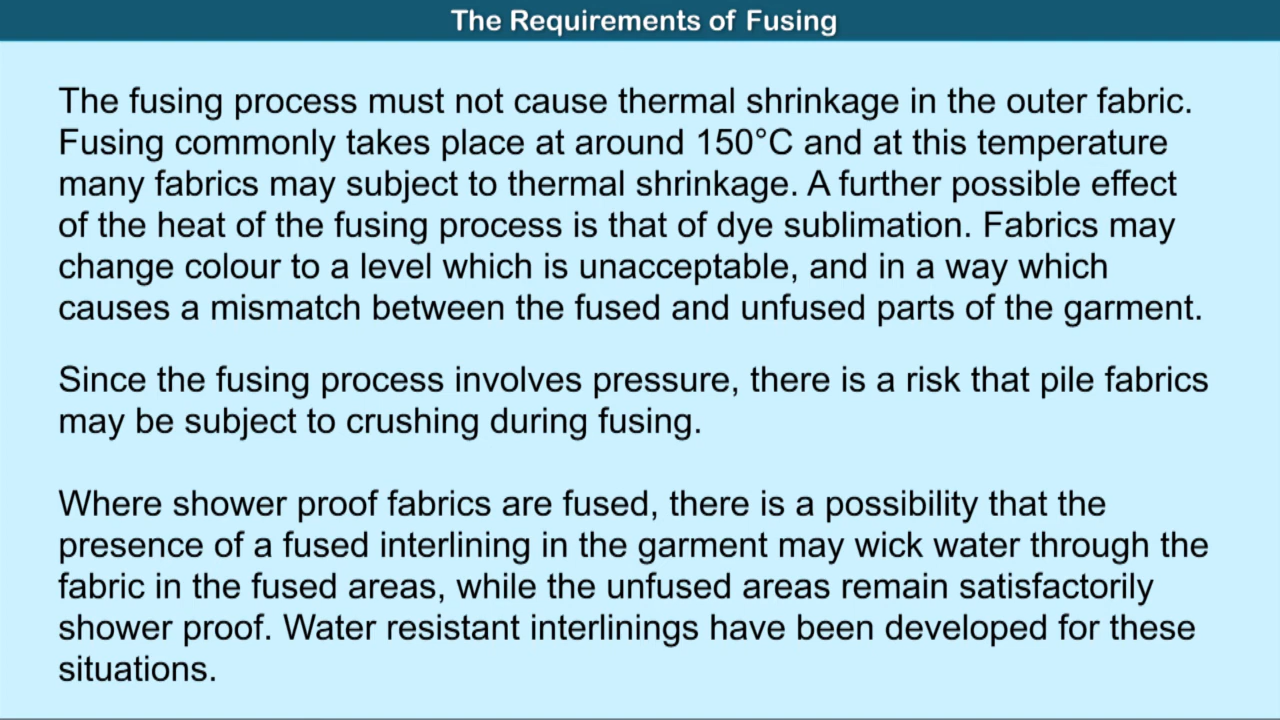 The Requirements of Fusing
The fusing process must not cause thermal shrinkage in the outer fabric.
Fusing commonly takes place at around 150°C and at this temperature
many fabrics may subject to thermal shrinkage. A further possible effect
of the heat of the fusing process is that of dye sublimation. Fabrics may
change colour to a level which is unacceptable, and in a way which
causes a mismatch between the fused and unfused parts of the garment.
Since the fusing process involves pressure, there is a risk that pile fabrics
may be subject to crushing during fusing.
Where shower proof fabrics are fused, there is a possibility that the
presence of a fused interlining in the garment may wick water through the
fabric in the fused areas, while the unfused areas remain satisfactorily
shower proof. Water resistant interlinings have been developed for these
situations.